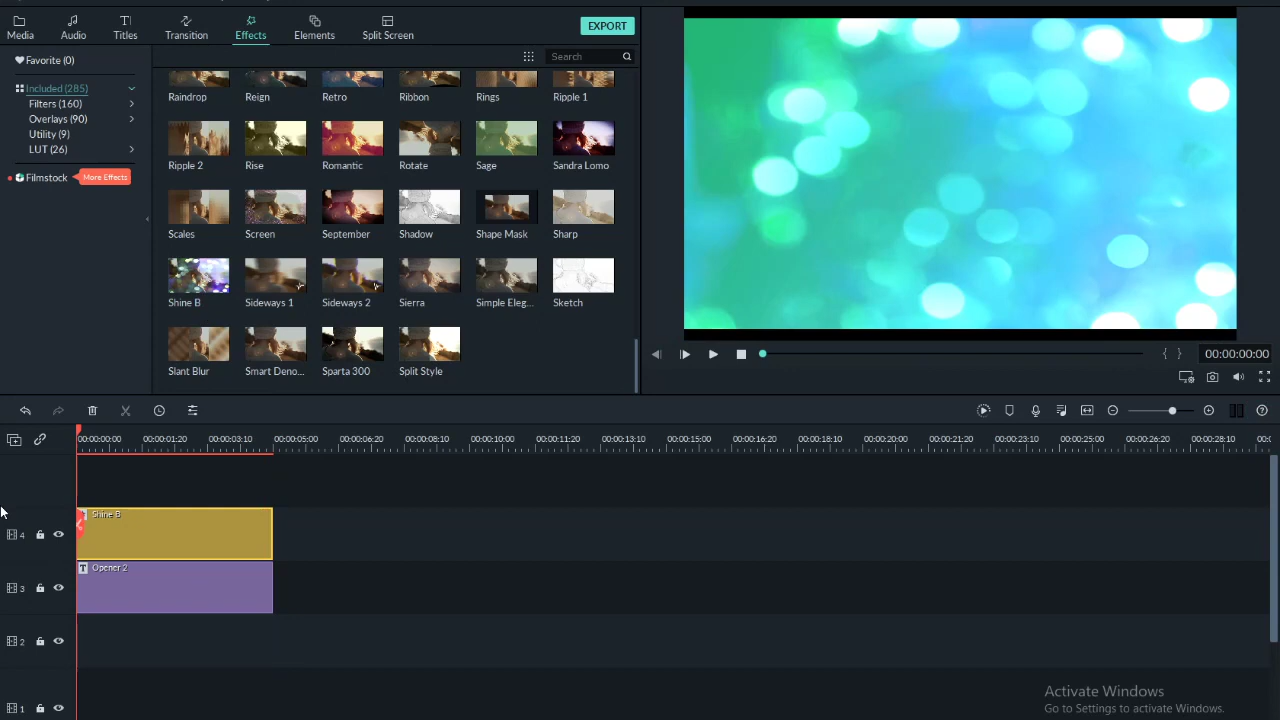 Media Audio Titles Transition Effects Elements Split Screen EXPORT
Favorite (0)
Search
Included (285)
Filters (160)
Overlays (90)
Utility (9)
LUT (26)
Filmstock More Effects
Raindrop Reign Retro Ribbon Rings Ripple 1
Ripple 2 Rise Romantic Rotate Sage Sandra Lomo
Scales Screen September Shadow Shape Mask Sharp
Shine B Sideways 1 Sideways 2 Sierra Simple Eleg... Sketch
Slant Blur Smart Deno... Sparta 300 Split Style
{ } 00:00:00:00
00:00:00:00 00:00:01:20 00:00:03:10 00:00:05:00 00:00:06:20 00:00:08:10 00:00:10:00 00:00:11:20 00:00:13:10 00:00:15:00 00:00:16:20 00:00:18:10 00:00:20:00 00:00:21:20 00:00:23:10 00:00:25:00 00:00:26:20 00:00:28:10
Shine B
4
T Opener 2
3
2
Activate Windows
Go to Settings to activate Windows.
1